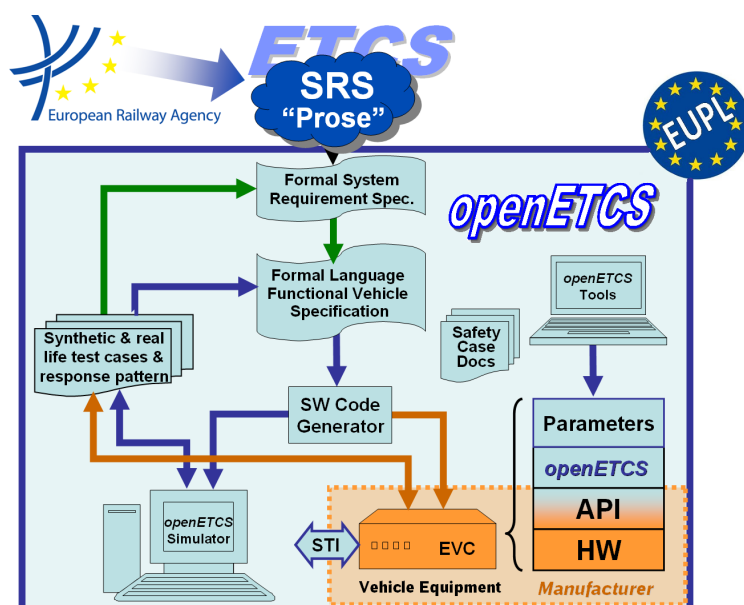 ETCS
SRS
“Prose”
European Railway Agency
EUPL
Formal System
Requirement Spec.
openETCS
Formal Language
Functional Vehicle
Specification
openETCS
Tools
Synthetic & real
life test cases &
response pattern
Safety
Case
Docs
SW Code
Generator
Parameters
openETCS
API
HW
openETCS
Simulator
STI
EVC
Vehicle Equipment
Manufacturer